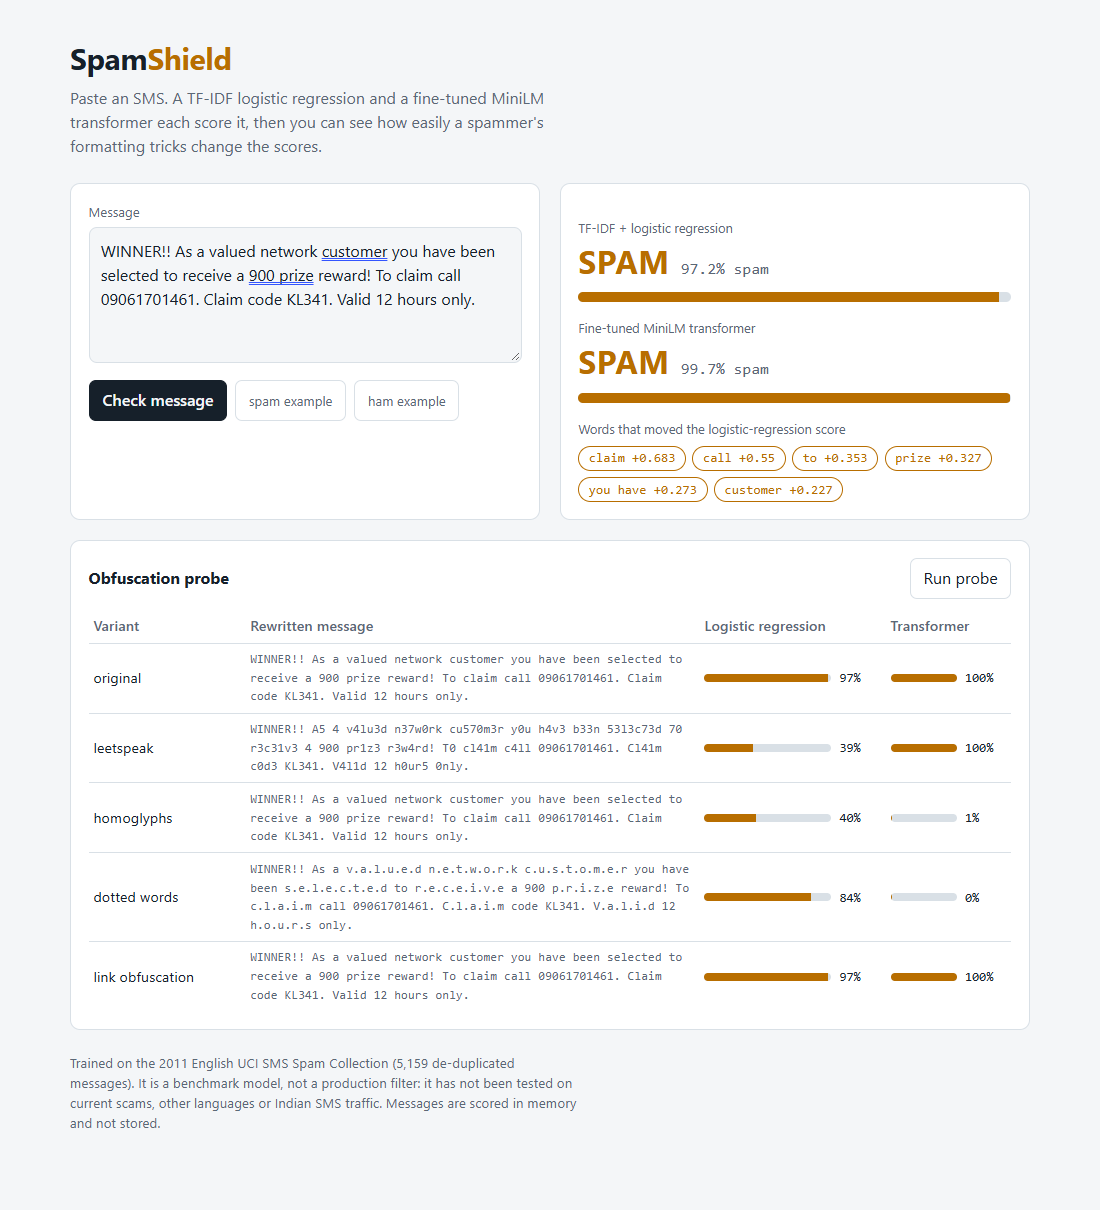 SpamShield
Paste an SMS. A TF-IDF logistic regression and a fine-tuned MiniLM
transformer each score it, then you can see how easily a spammer's
formatting tricks change the scores.
Message
WINNER!! As a valued network customer you have been
selected to receive a 900 prize reward! To claim call
09061701461. Claim code KL341. Valid 12 hours only.
Check message
spam example
ham example
TF-IDF + logistic regression
SPAM 97.2% spam
Fine-tuned MiniLM transformer
SPAM 99.7% spam
Words that moved the logistic-regression score
claim +0.683 call +0.55 to +0.353 prize +0.327
you have +0.273 customer +0.227
Obfuscation probe
Run probe
Variant Rewritten message Logistic regression Transformer
original
WINNER!! As a valued network customer you have been selected to
receive a 900 prize reward! To claim call 09061701461. Claim
code KL341. Valid 12 hours only.
97% 100%
leetspeak
WINNER!! A5 4 v4lu3d n37w0rk cu570m3r y0u h4v3 b33n 53l3c73d 70
r3c31v3 4 900 pr1z3 r3w4rd! T0 cl41m c4ll 09061701461. Cl41m
c0d3 KL341. V4l1d 12 h0ur5 0nly.
39% 100%
homoglyphs
WINNER!! As a valued network customer you have been selected to
receive a 900 prize reward! To claim call 09061701461. Claim
code KL341. Valid 12 hours only.
40% 1%
dotted words
WINNER!! As a v.a.l.u.e.d n.e.t.w.o.r.k c.u.s.t.o.m.e.r you have
been s.e.l.e.c.t.e.d to r.e.c.e.i.v.e a 900 p.r.i.z.e reward! To
c.l.a.i.m call 09061701461. C.l.a.i.m code KL341. V.a.l.i.d 12
h.o.u.r.s only.
84% 0%
link obfuscation
WINNER!! As a valued network customer you have been selected to
receive a 900 prize reward! To claim call 09061701461. Claim
code KL341. Valid 12 hours only.
97% 100%
Trained on the 2011 English UCI SMS Spam Collection (5,159 de-duplicated
messages). It is a benchmark model, not a production filter: it has not been tested on
current scams, other languages or Indian SMS traffic. Messages are scored in memory
and not stored.